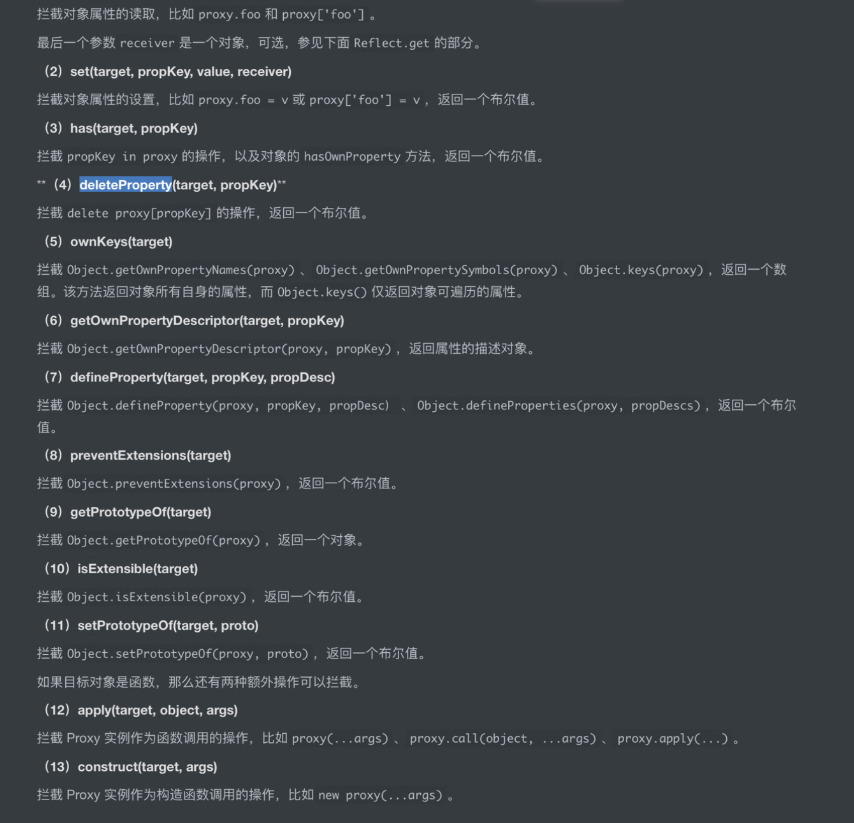 拦截对象属性的读取，比如 proxy.foo 和 proxy['foo'] 。
最后一个参数 receiver 是一个对象，可选，参见下面 Reflect.get 的部分。
（2）set(target, propKey, value, receiver)
拦截对象属性的设置，比如 proxy.foo = v 或 proxy['foo'] = v ，返回一个布尔值。
（3）has(target, propKey)
拦截 propKey in proxy 的操作，以及对象的 hasOwnProperty 方法，返回一个布尔值。
**（4）deleteProperty(target, propKey)**
拦截 delete proxy[propKey] 的操作，返回一个布尔值。
（5）ownKeys(target)
拦截 Object.getOwnPropertyNames(proxy) 、 Object.getOwnPropertySymbols(proxy) 、 Object.keys(proxy) ，返回一个数
组。该方法返回对象所有自身的属性，而 Object.keys() 仅返回对象可遍历的属性。
（6）getOwnPropertyDescriptor(target, propKey)
拦截 Object.getOwnPropertyDescriptor(proxy, propKey) ，返回属性的描述对象。
（7）defineProperty(target, propKey, propDesc)
拦截 Object.defineProperty(proxy, propKey, propDesc） 、 Object.defineProperties(proxy, propDescs) ，返回一个布尔
值。
（8）preventExtensions(target)
拦截 Object.preventExtensions(proxy) ，返回一个布尔值。
（9）getPrototypeOf(target)
拦截 Object.getPrototypeOf(proxy) ，返回一个对象。
（10）isExtensible(target)
拦截 Object.isExtensible(proxy) ，返回一个布尔值。
（11）setPrototypeOf(target, proto)
拦截 Object.setPrototypeOf(proxy, proto) ，返回一个布尔值。
如果目标对象是函数，那么还有两种额外操作可以拦截。
（12）apply(target, object, args)
拦截 Proxy 实例作为函数调用的操作，比如 proxy(...args) 、 proxy.call(object, ...args) 、 proxy.apply(...) 。
（13）construct(target, args)
拦截 Proxy 实例作为构造函数调用的操作，比如 new proxy(...args) 。